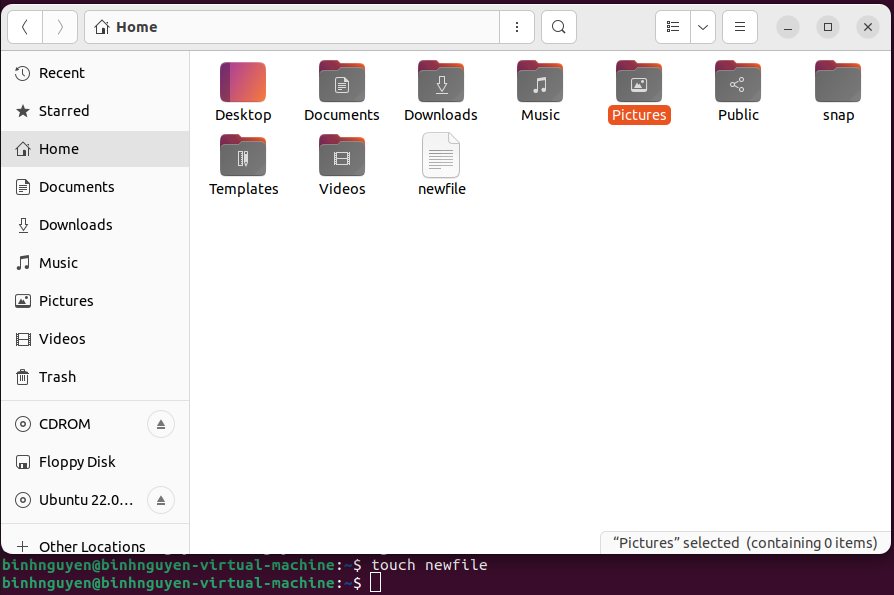 Home
Recent
Starred
Home
Documents
Downloads
Music
Pictures
Videos
Trash
CDROM
Floppy Disk
Ubuntu 22.0...
Other Locations
Desktop Documents Downloads Music Pictures Public snap
Templates Videos newfile
“Pictures” selected (containing 0 items)
binhnguyen@binhnguyen-virtual-machine:~$ touch newfile
binhnguyen@binhnguyen-virtual-machine:~$